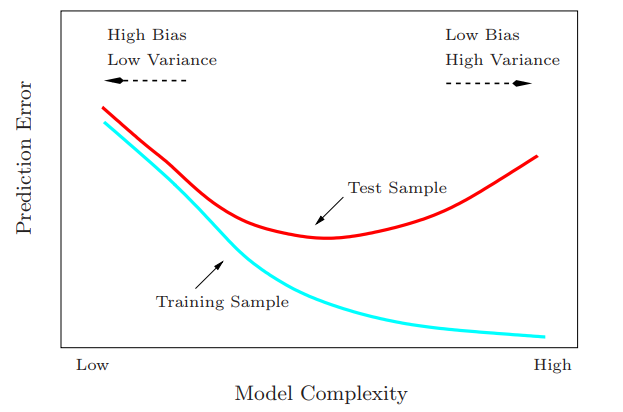 High Bias
Low Variance
Low Bias
High Variance
Prediction Error
Test Sample
Training Sample
Low
High
Model Complexity